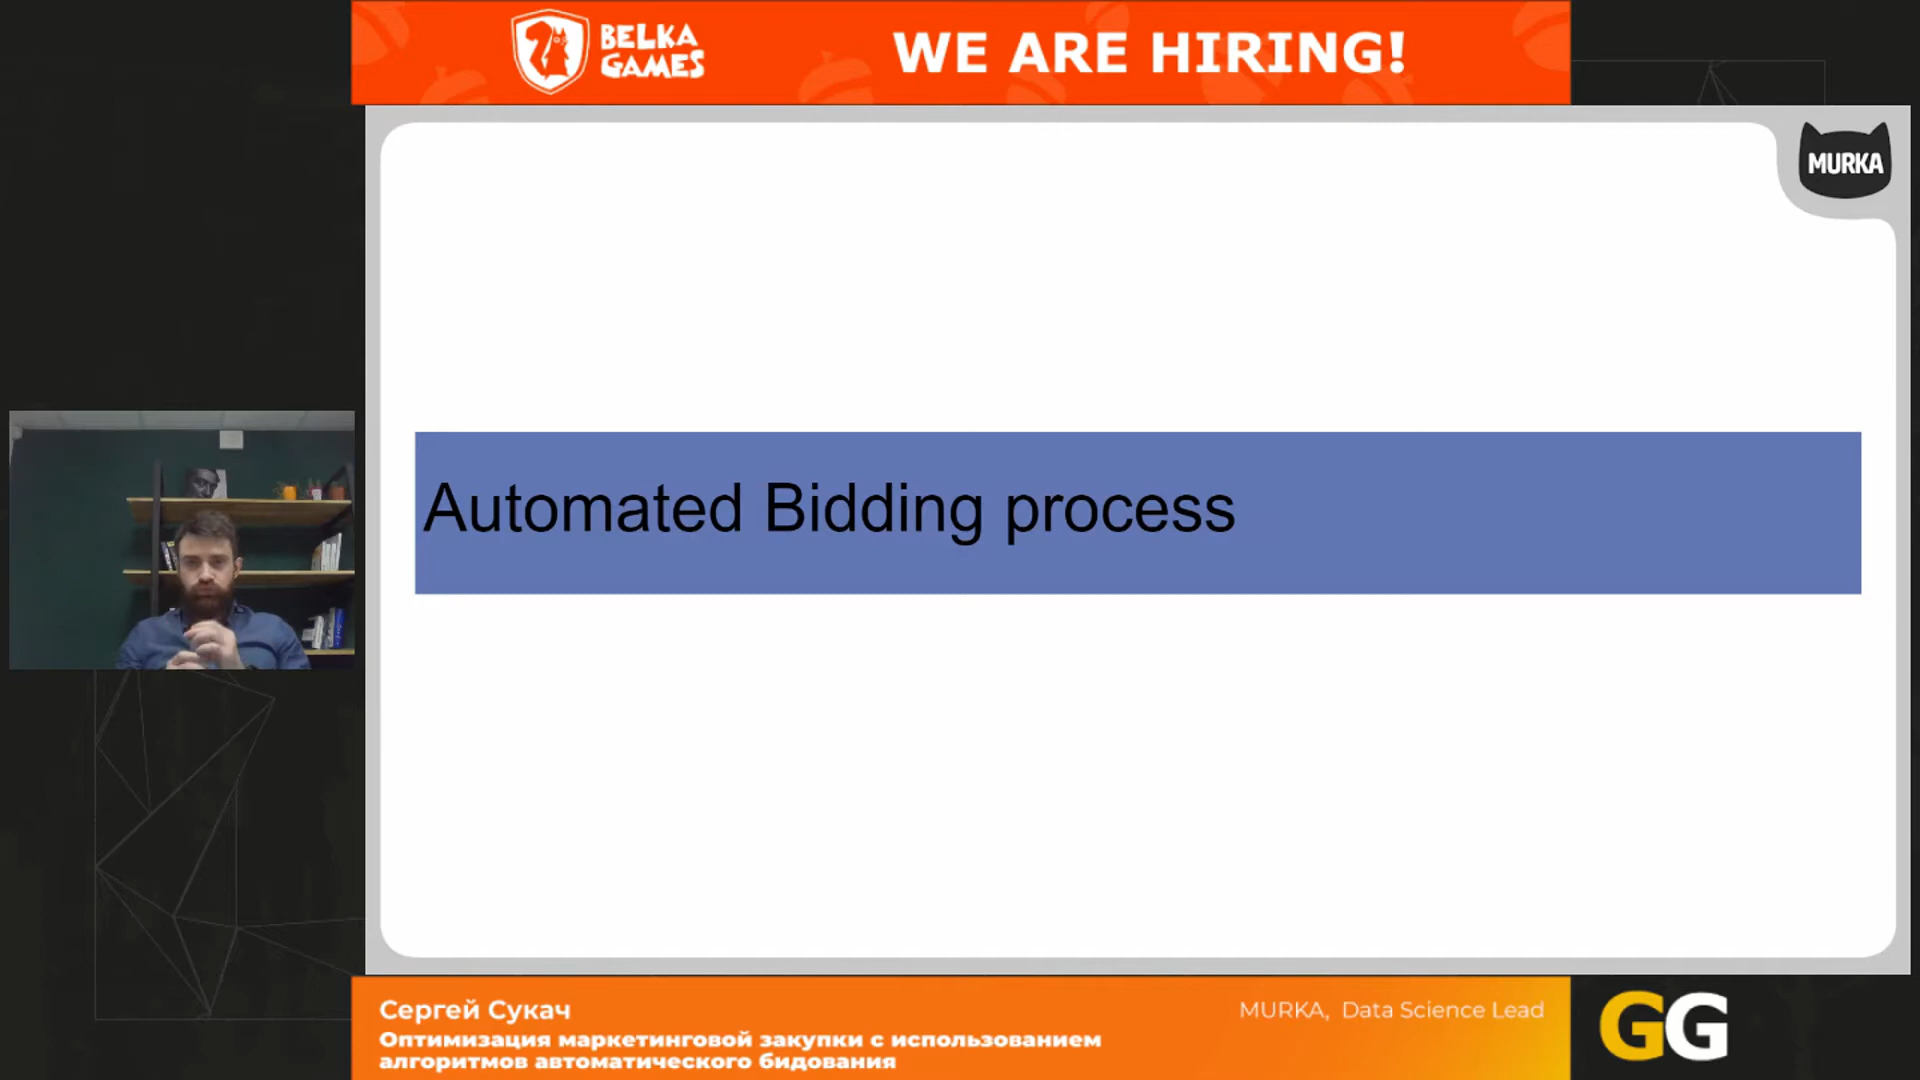 BELKA
GAMES
WE ARE HIRING!
MURKA
Automated Bidding process
Сергей Сукач
MURKA, Data Science Lead
Оптимизация маркетинговой закупки с использованием
алгоритмов автоматического бидования
GG